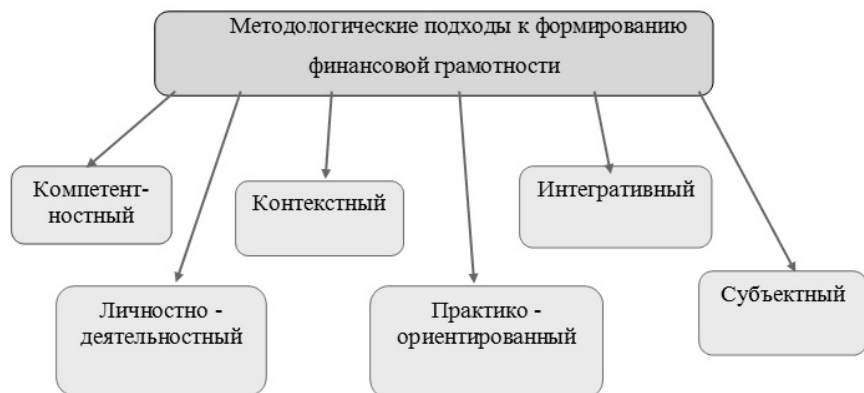 Методологические подходы к формированию
финансовой грамотности
Компетент-
ностный
Контекстный
Интегративный
Личностно -
деятельностный
Практико -
ориентированный
Субъектный